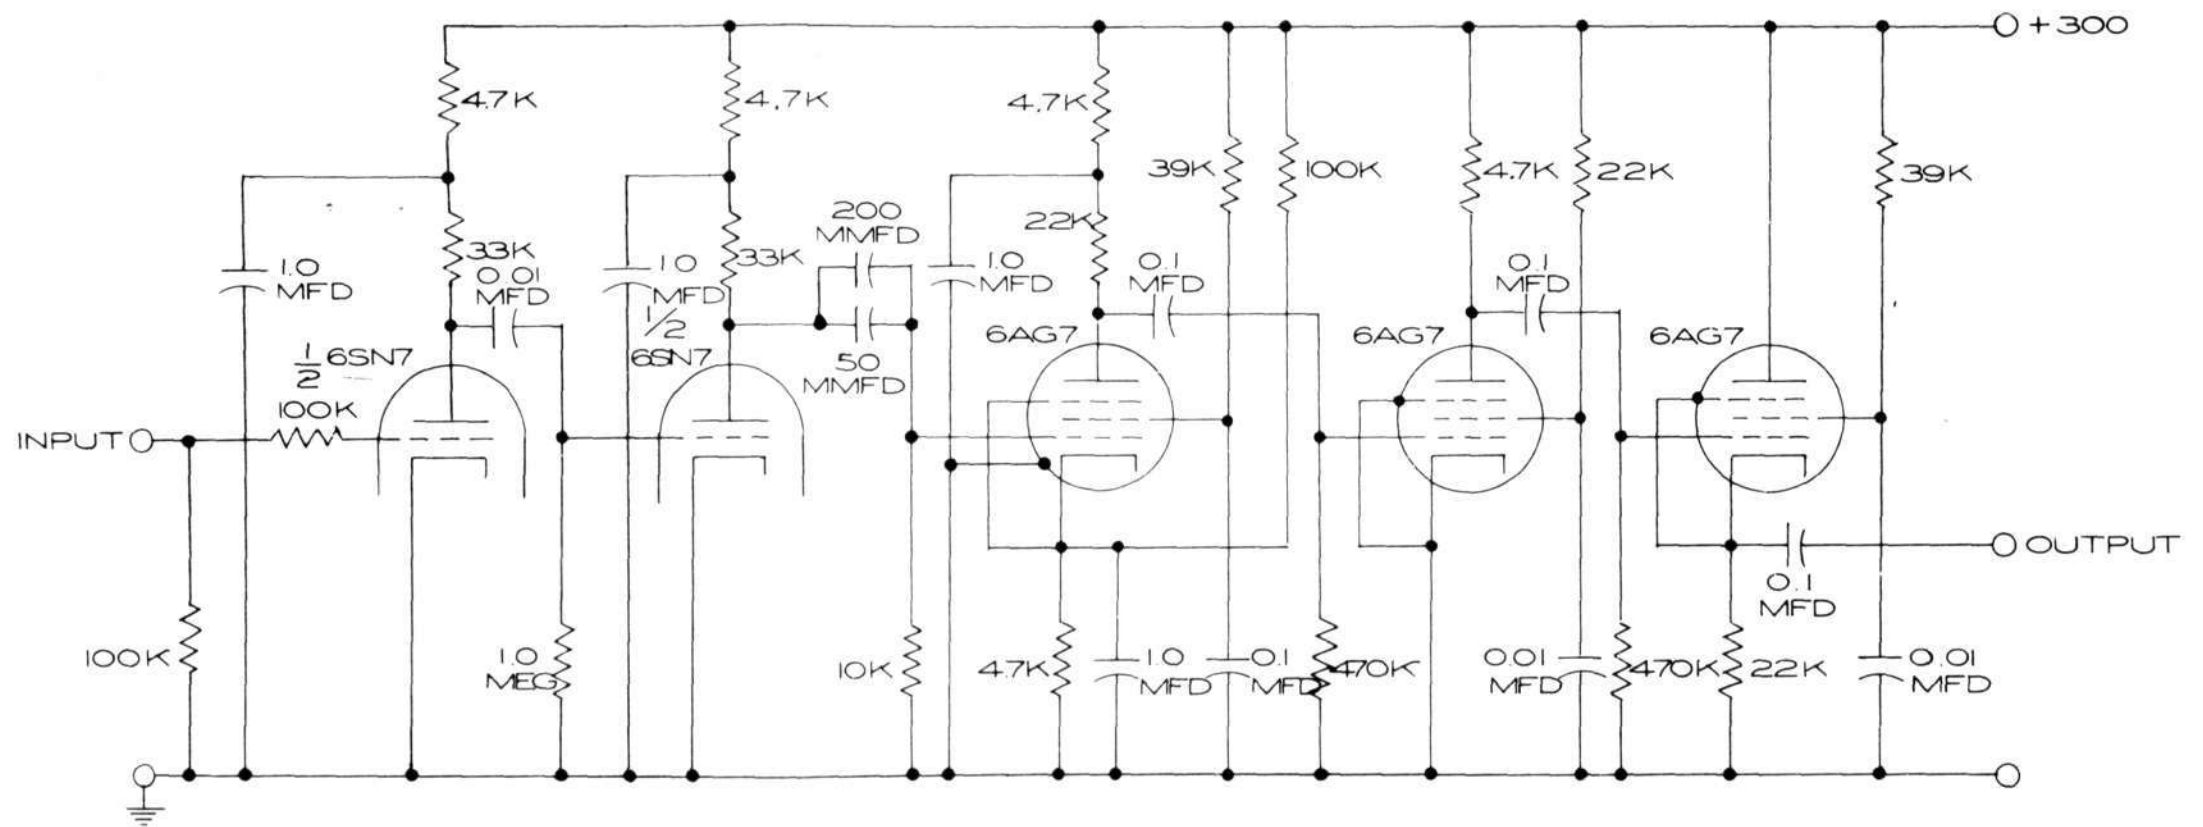 +300
4.7K
4.7K
4.7K
39K
100K
4.7K
22K
39K
200
MMFD
22K
33K
33K
1.0
MFD
0.01
MFD
1.0
MFD
1.0
MFD
0.1
MFD
0.1
MFD
1/2
6SN7
1/2 6SN7
50
MMFD
6AG7
6AG7
6AG7
100K
INPUT
OUTPUT
0.1
MFD
100K
1.0
MEG
10K
4.7K
1.0
MFD
0.1
MFD
470K
0.01
MFD
470K
22K
0.01
MFD